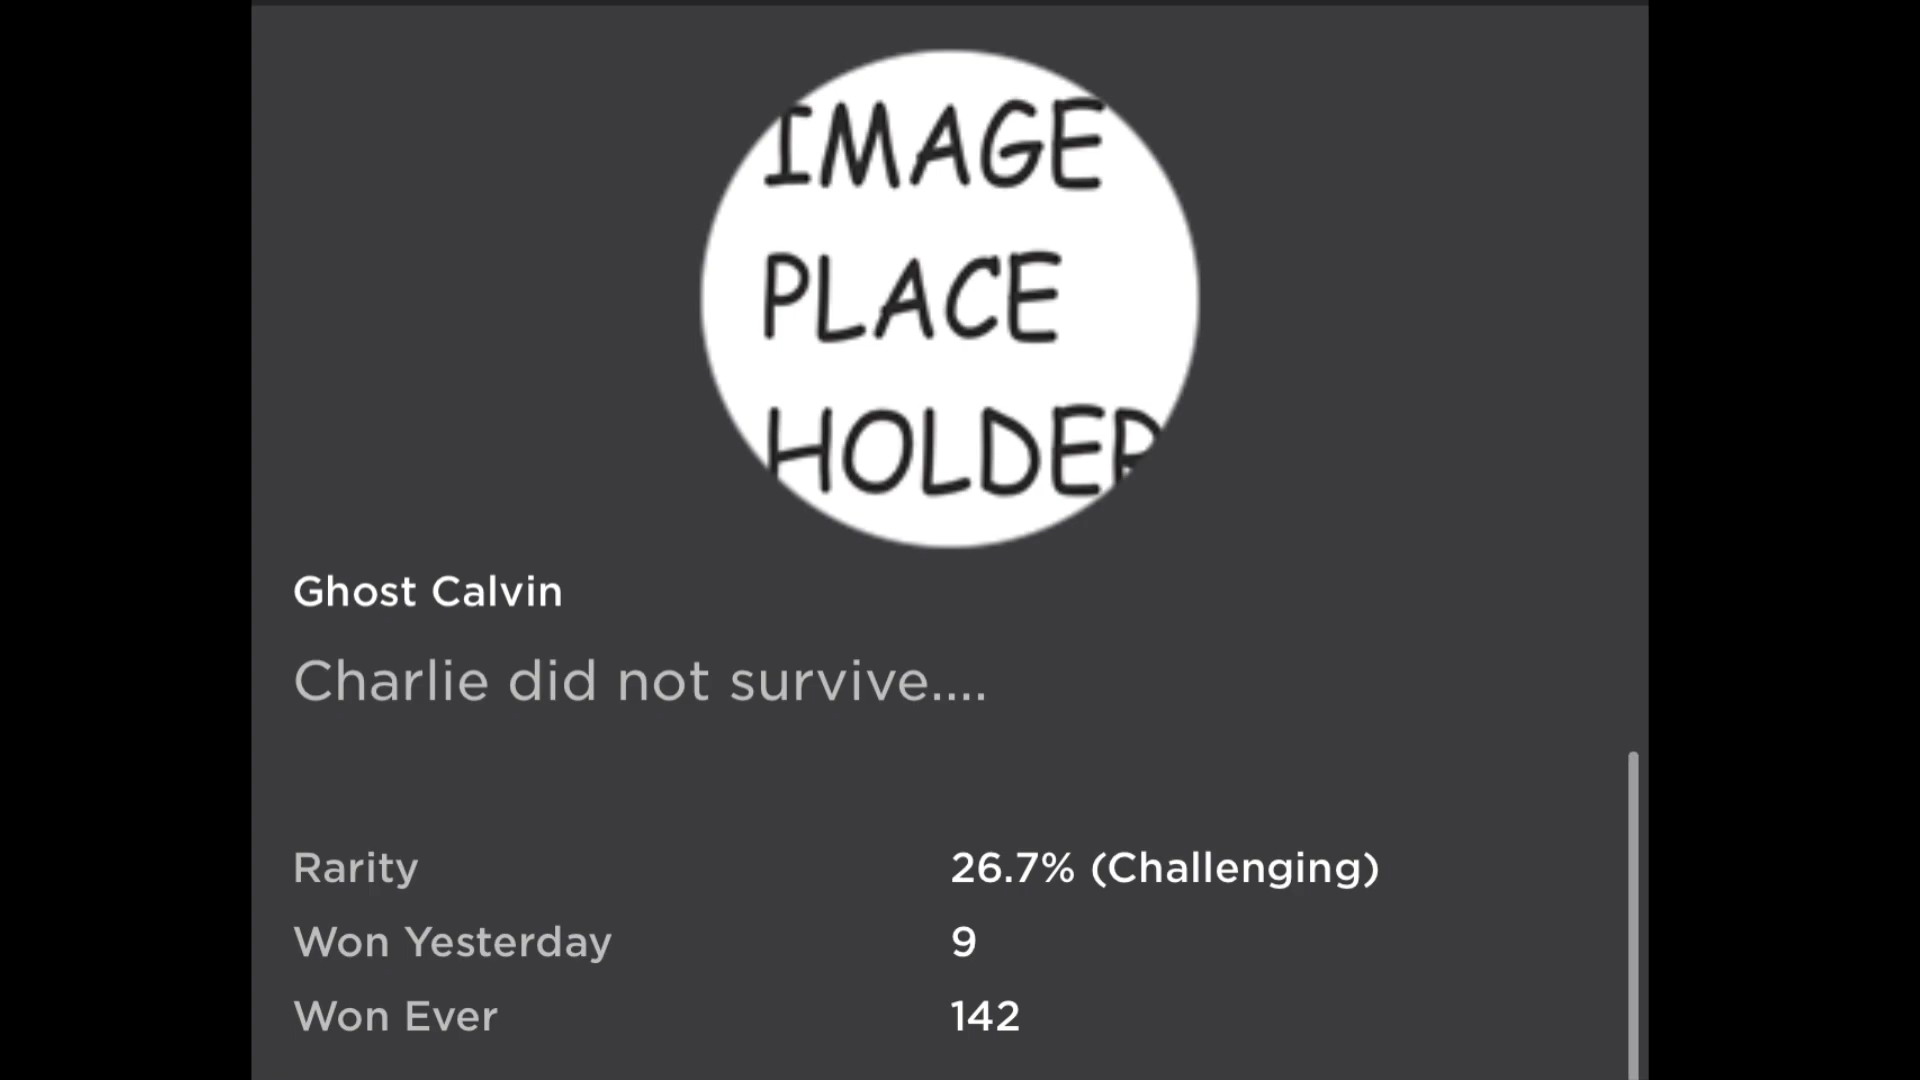 IMAGE
PLACE
HOLDER
Ghost Calvin
Charlie did not survive....
Rarity 26.7% (Challenging)
Won Yesterday 9
Won Ever 142